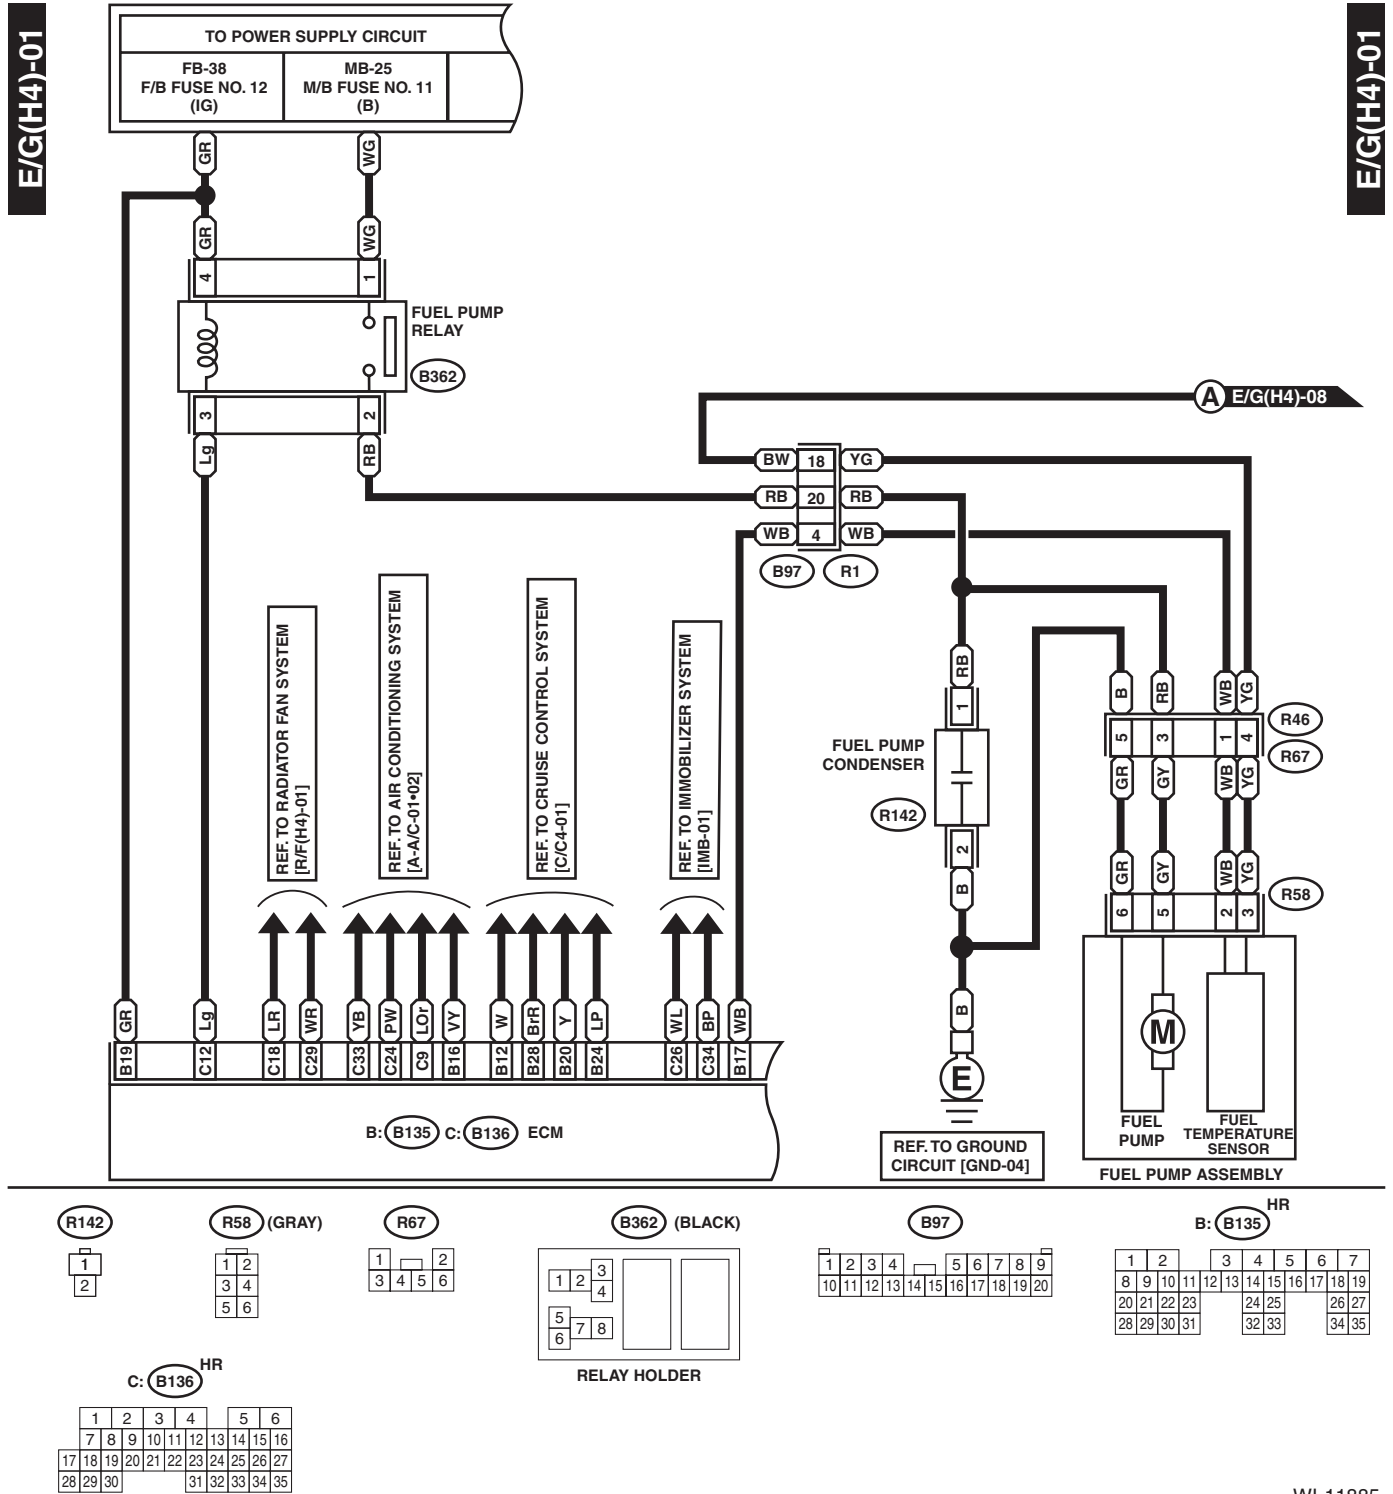 E/G(H4)-01
E/G(H4)-01
TO POWER SUPPLY CIRCUIT
FB-38
F/B FUSE NO. 12
(IG)
MB-25
M/B FUSE NO. 11
(B)
GR
WG
GR
WG
4
1
FUEL PUMP
RELAY
B362
3
2
Lg
RB
A E/G(H4)-08
BW 18 YG
RB 20 RB
WB 4 WB
B97 R1
REF. TO RADIATOR FAN SYSTEM
[R/F(H4)-01]
REF. TO AIR CONDITIONING SYSTEM
[A-A/C-01•02]
REF. TO CRUISE CONTROL SYSTEM
[C/C4-01]
REF. TO IMMOBILIZER SYSTEM
[IMB-01]
RB
1
FUEL PUMP
CONDENSER
R142
2
B
B
E
REF. TO GROUND
CIRCUIT [GND-04]
B RB WB YG
R46
5 3 1 4
R67
GR GY WB YG
GR GY WB YG
R58
6 5 2 3
M
FUEL
PUMP
FUEL
TEMPERATURE
SENSOR
FUEL PUMP ASSEMBLY
GR Lg LR WR YB PW LOr VY W BrR Y LP WL BP WB
B19 C12 C18 C29 C33 C24 C9 B16 B12 B28 B20 B24 C26 C34 B17
B: B135 C: B136 ECM
R142
1
2
R58 (GRAY)
1 2
3 4
5 6
R67
1 2
3 4 5 6
B362 (BLACK)
1 2 3
4
5
6 7 8
RELAY HOLDER
B97
1 2 3 4 5 6 7 8 9
10 11 12 13 14 15 16 17 18 19 20
B: B135 HR
1 2 3 4 5 6 7
8 9 10 11 12 13 14 15 16 17 18 19
20 21 22 23 24 25 26 27
28 29 30 31 32 33 34 35
C: B136 HR
1 2 3 4 5 6
7 8 9 10 11 12 13 14 15 16
17 18 19 20 21 22 23 24 25 26 27
28 29 30 31 32 33 34 35